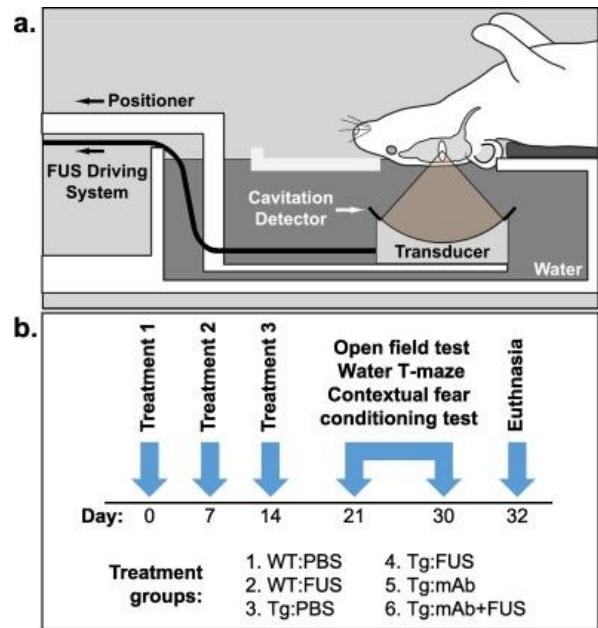 a.
Positioner
FUS Driving
System
Cavitation
Detector
Transducer
Water
b.
Treatment 1
Treatment 2
Treatment 3
Open field test
Water T-maze
Contextual fear
conditioning test
Euthnasia
Day: 0 7 14 21 30 32
Treatment
groups:
1. WT:PBS
2. WT:FUS
3. Tg:PBS
4. Tg:FUS
5. Tg:mAb
6. Tg:mAb+FUS